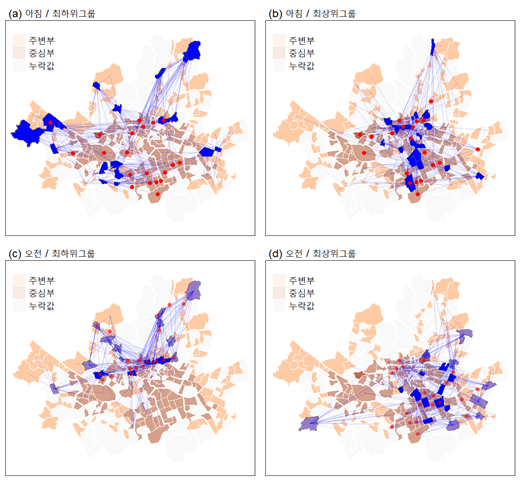 (a) 아침 / 최하위그룹
주변부
중심부
누락값
(b) 아침 / 최상위그룹
주변부
중심부
누락값
(c) 오전 / 최하위그룹
주변부
중심부
누락값
(d) 오전 / 최상위그룹
주변부
중심부
누락값